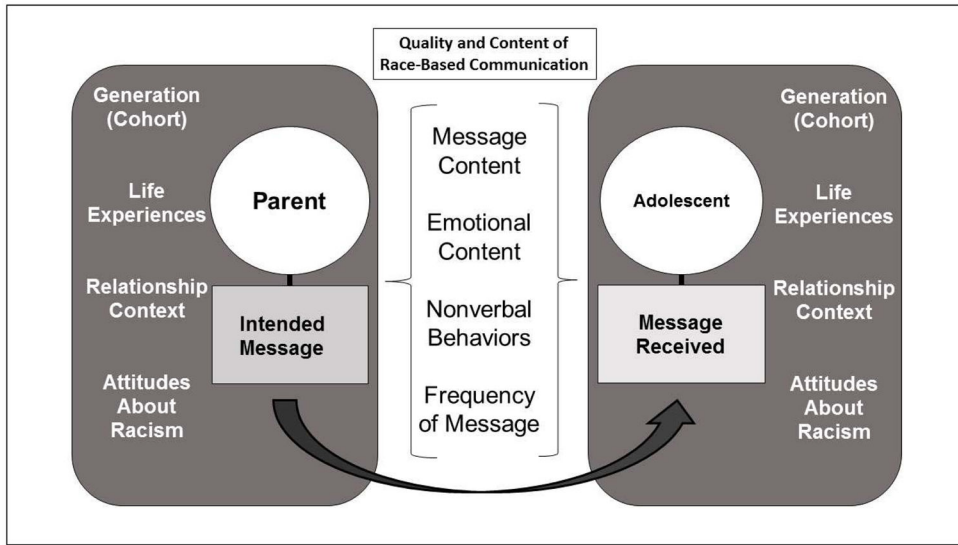 Quality and Content of
Race-Based Communication
Generation
(Cohort)
Life
Experiences
Relationship
Context
Attitudes
About
Racism
Parent
Intended
Message
Message
Content
Emotional
Content
Nonverbal
Behaviors
Frequency
of Message
Adolescent
Message
Received
Generation
(Cohort)
Life
Experiences
Relationship
Context
Attitudes
About
Racism